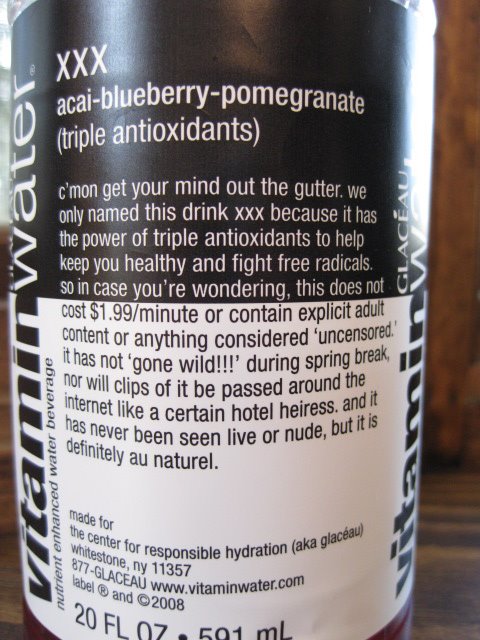 xxx
acai-blueberry-pomegranate
(triple antioxidants)
c'mon get your mind out the gutter. we
only named this drink xxx because it has
the power of triple antioxidants to help
keep you healthy and fight free radicals.
so in case you're wondering, this does not
cost $1.99/minute or contain explicit adult
content or anything considered 'uncensored.'
it has not 'gone wild!!!' during spring break,
nor will clips of it be passed around the
internet like a certain hotel heiress. and it
has never been seen live or nude, but it is
definitely au naturel.
made for
the center for responsible hydration (aka glacéau)
whitestone, ny 11357
877-GLACEAU www.vitaminwater.com
label ® and ©2008
20 FL OZ • 591 mL
vitaminwater®
nutrient enhanced water beverage
GLACÉAU
vitaminw